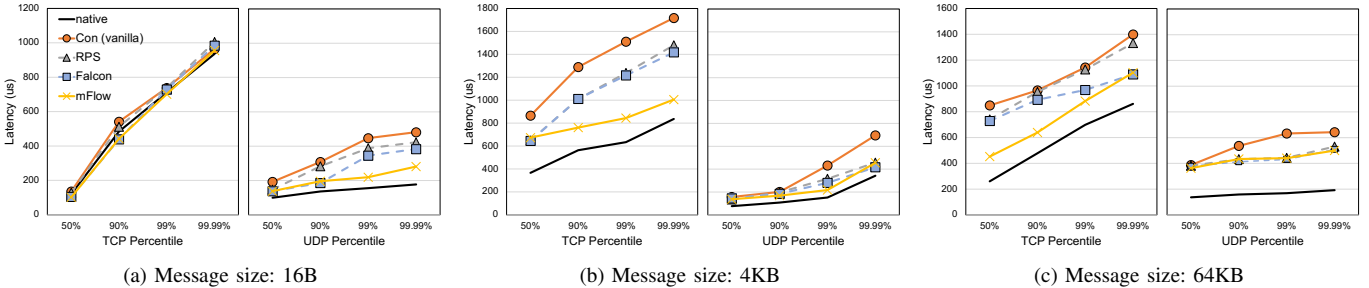 1200
1000
800
600
400
200
0
Latency (us)
native
Con (vanilla)
RPS
Falcon
mFlow
50% 90% 99% 99.99%
TCP Percentile
50% 90% 99% 99.99%
UDP Percentile
(a) Message size: 16B
1800
1600
1400
1200
1000
800
600
400
200
0
Latency (us)
50% 90% 99% 99.99%
TCP Percentile
50% 90% 99% 99.99%
UDP Percentile
(b) Message size: 4KB
1600
1400
1200
1000
800
600
400
200
0
Latency (us)
50% 90% 99% 99.99%
TCP Percentile
50% 90% 99% 99.99%
UDP Percentile
(c) Message size: 64KB